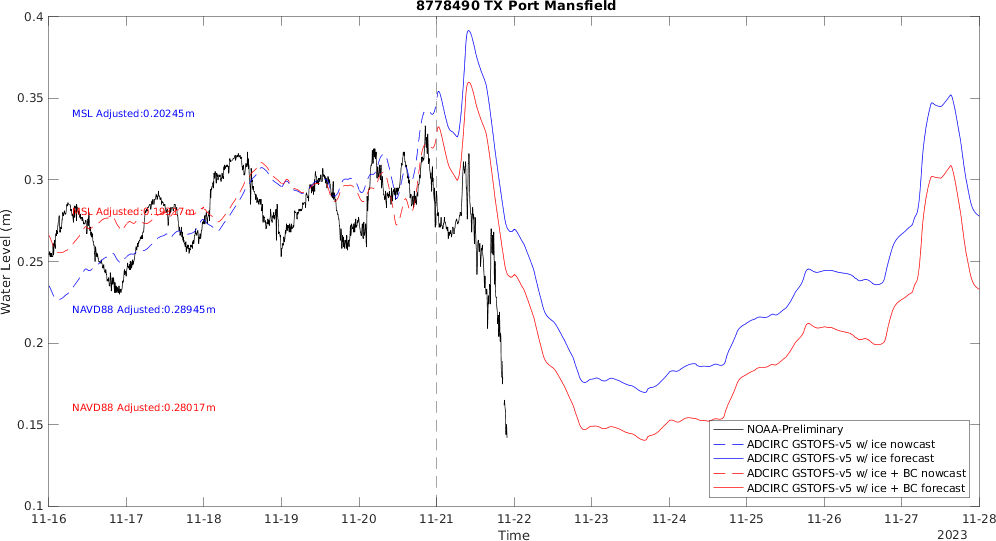 8778490 TX Port Mansfield
Water Level (m)
0.4
0.35
0.3
0.25
0.2
0.15
0.1
MSL Adjusted:0.20245m
MSL Adjusted:
NAVD88 Adjusted:0.28945m
NAVD88 Adjusted:0.28017m
NOAA-Preliminary
ADCIRC GSTOFS-v5 w/ ice nowcast
ADCIRC GSTOFS-v5 w/ ice forecast
ADCIRC GSTOFS-v5 w/ ice + BC nowcast
ADCIRC GSTOFS-v5 w/ ice + BC forecast
11-16 11-17 11-18 11-19 11-20 11-21 11-22 11-23 11-24 11-25 11-26 11-27 11-28
Time
2023